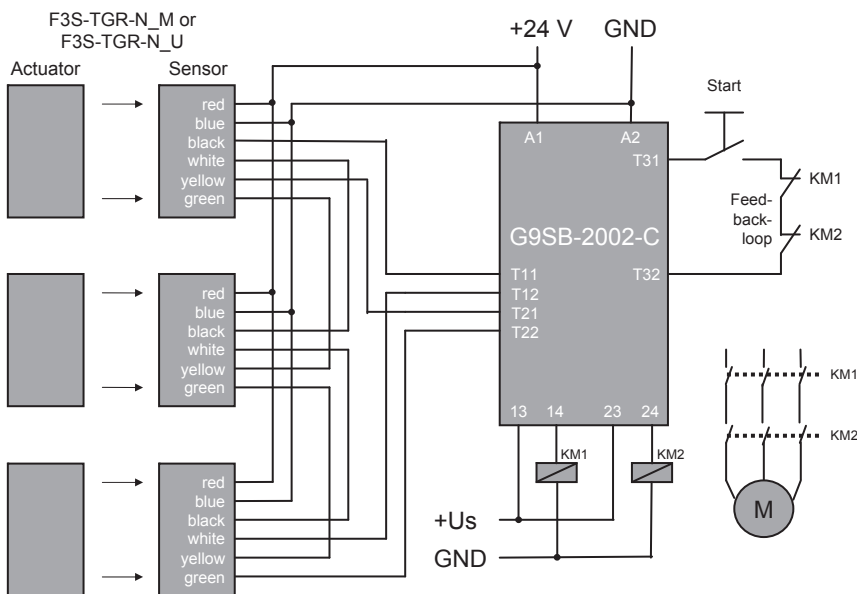 F3S-TGR-N_M or
F3S-TGR-N_U
Actuator
Sensor
red
blue
black
white
yellow
green
red
blue
black
white
yellow
green
red
blue
black
white
yellow
green
+24 V
GND
A1
A2
T31
G9SB-2002-C
T11
T12
T21
T22
T32
13
14
23
24
Start
KM1
Feed-
back-
loop
KM2
KM1
KM2
+Us
GND
KM1
KM2
M